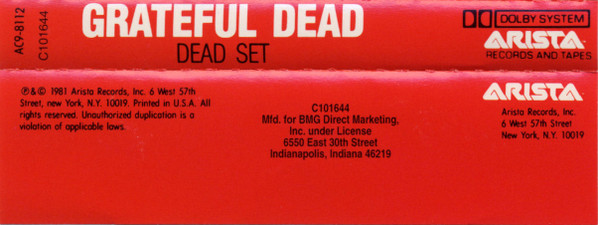 AC9-8112
C101644
GRATEFUL DEAD
DEAD SET
DOLBY SYSTEM
ARISTA
RECORDS AND TAPES
℗&© 1981 Arista Records, Inc. 6 West 57th
Street, new York, N.Y. 10019. Printed in U.S.A. All
rights reserved. Unauthorized duplication is a
violation of applicable laws.
C101644
Mfd. for BMG Direct Marketing,
Inc. under License
6550 East 30th Street
Indianapolis, Indiana 46219
ARISTA
Arista Records, Inc.
6 West 57th Street
New York, N.Y. 10019